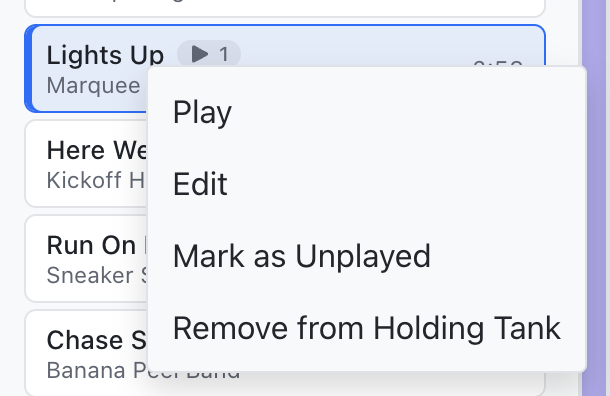 Lights Up ▶ 1
Marquee
Play
Here We
Kickoff H
Edit
Run On
Sneaker S
Mark as Unplayed
Chase S
Remove from Holding Tank
Banana Peel Band